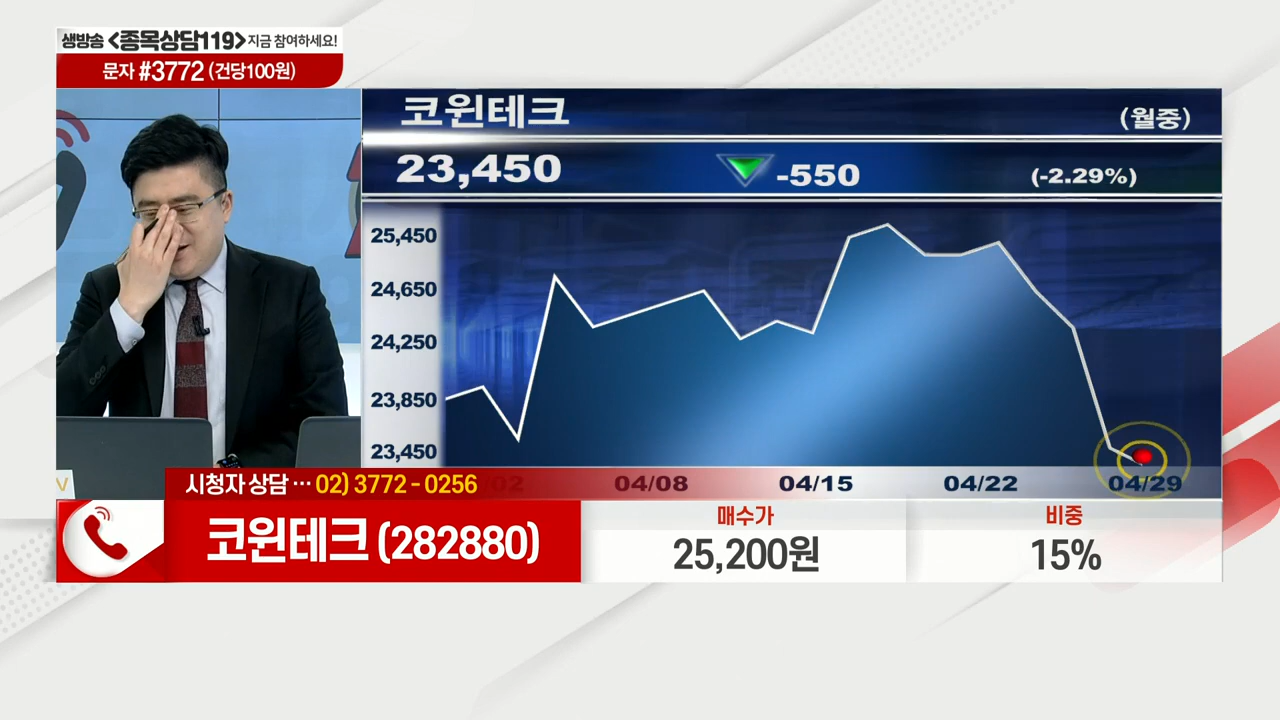 생방송 <종목상담119> 지금 참여하세요!
문자 #3772 (건당100원)
코윈테크
(월중)
23,450
-550
(-2.29%)
25,450
24,650
24,250
23,850
23,450
02
04/08
04/15
04/22
04/29
시청자 상담 ··· 02) 3772 - 0256
코윈테크 (282880)
매수가
25,200원
비중
15%